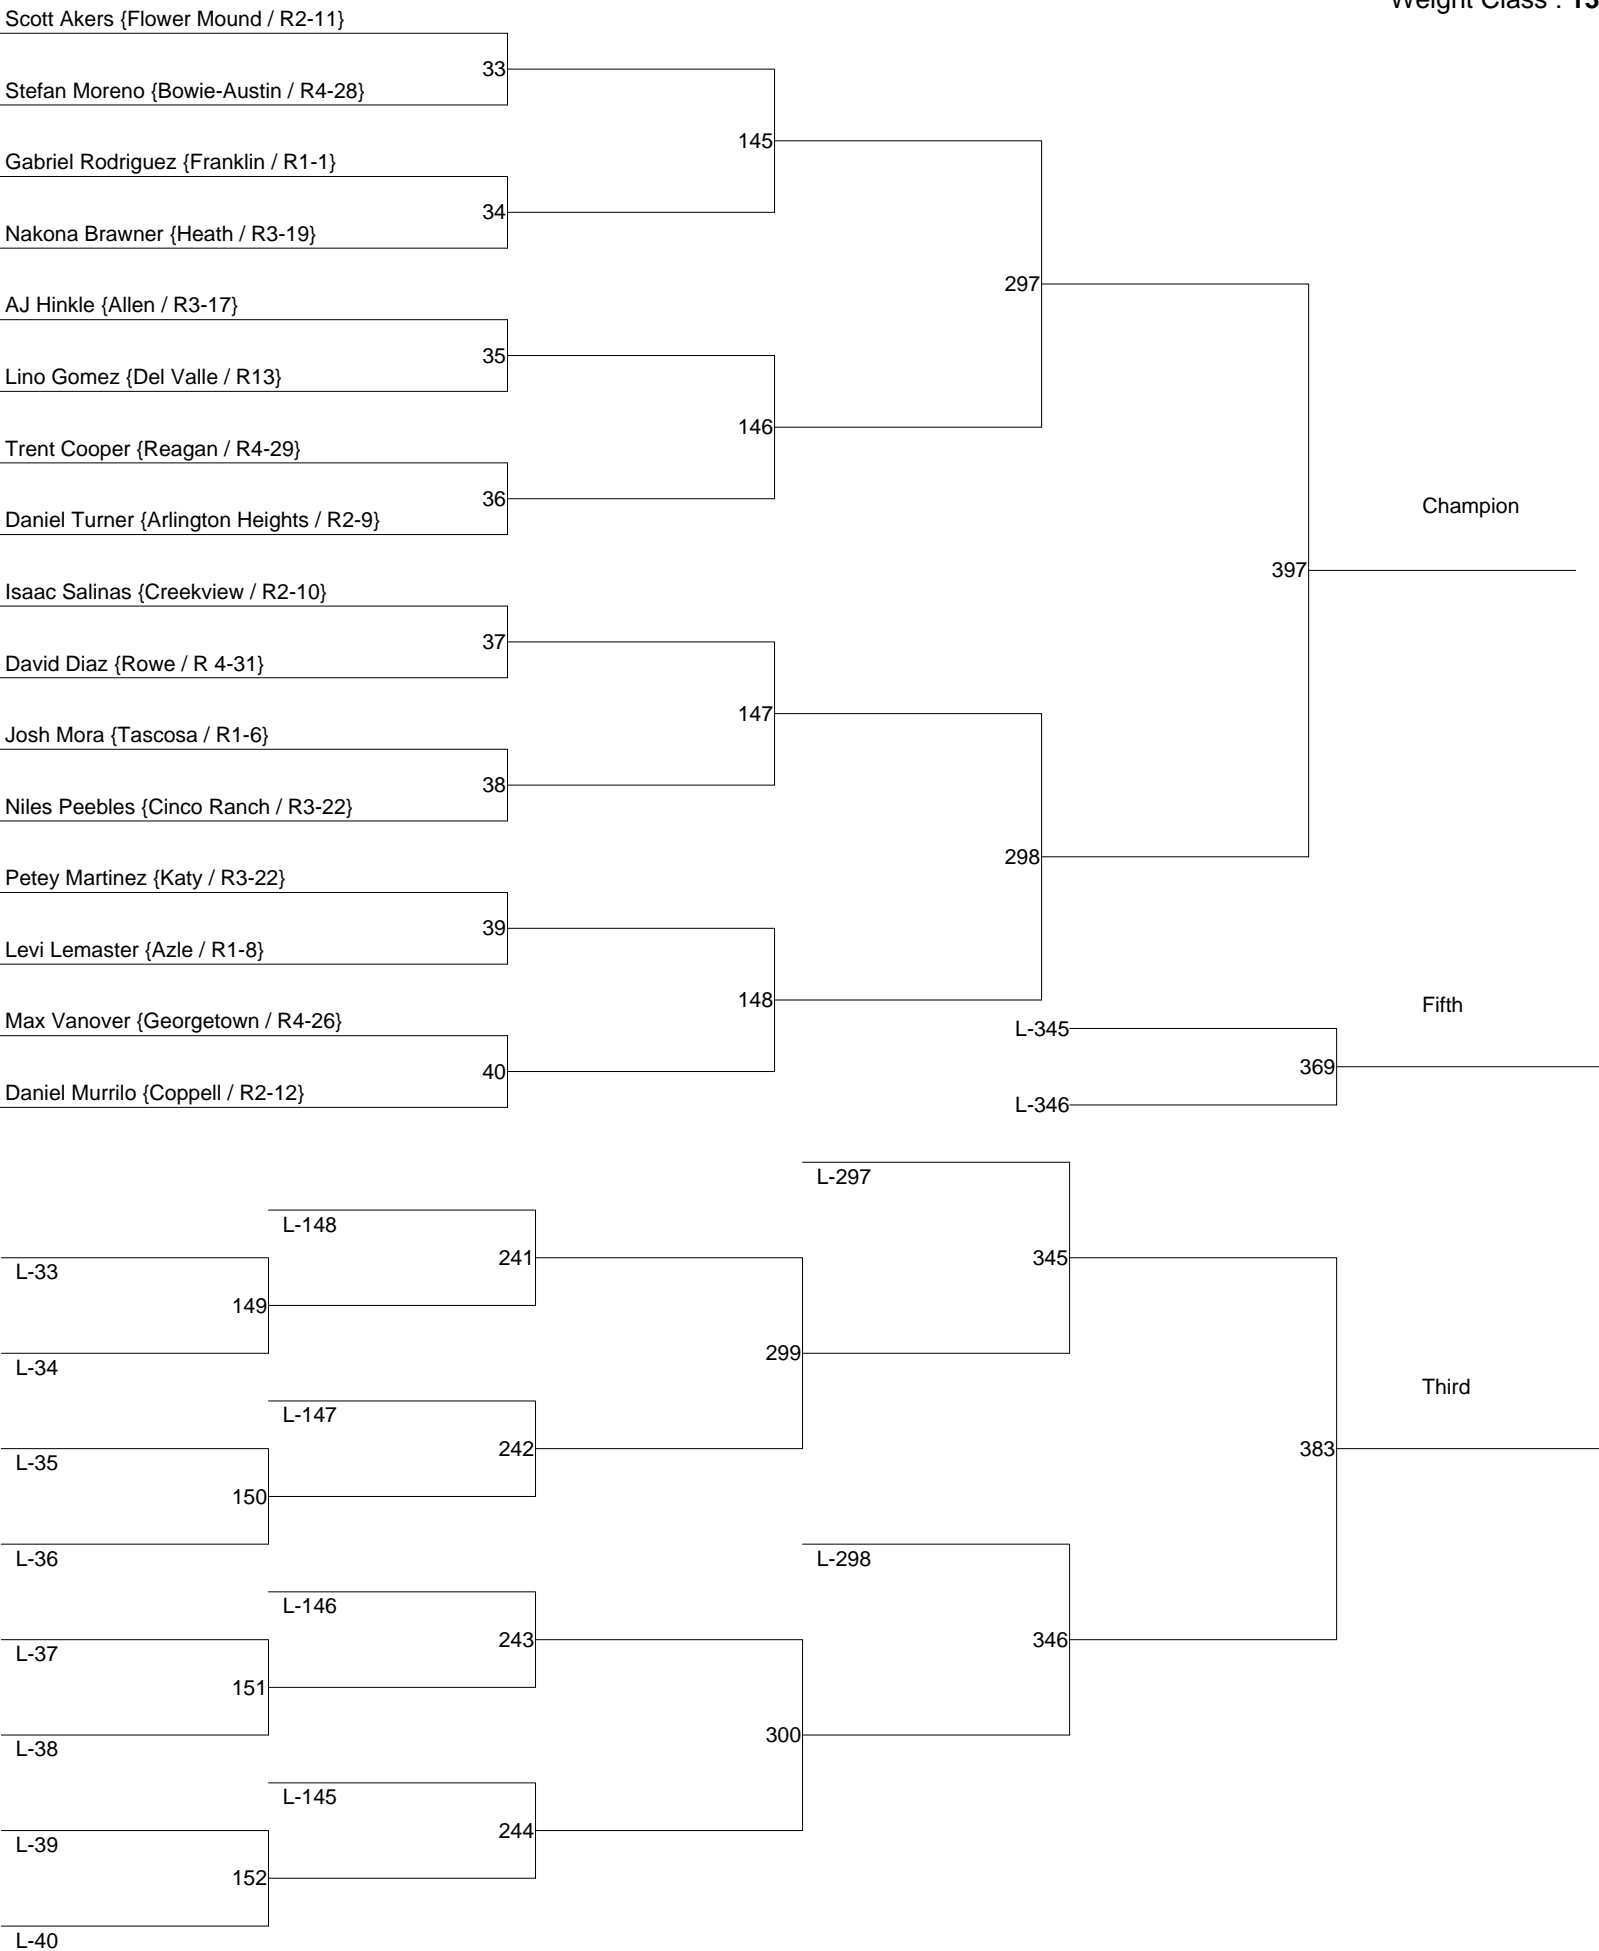 Weight Class :
Scott Akers {Flower Mound / R2-11}
33
Stefan Moreno {Bowie-Austin / R4-28}
145
Gabriel Rodriguez {Franklin / R1-1}
34
Nakona Brawner {Heath / R3-19}
297
AJ Hinkle {Allen / R3-17}
35
Lino Gomez {Del Valle / R13}
146
Trent Cooper {Reagan / R4-29}
36
Daniel Turner {Arlington Heights / R2-9}
Champion
397
Isaac Salinas {Creekview / R2-10}
37
David Diaz {Rowe / R 4-31}
147
Josh Mora {Tascosa / R1-6}
38
Niles Peebles {Cinco Ranch / R3-22}
298
Petey Martinez {Katy / R3-22}
39
Levi Lemaster {Azle / R1-8}
148
Max Vanover {Georgetown / R4-26}
40
Daniel Murrilo {Coppell / R2-12}
Fifth
L-345
369
L-346
L-297
L-148
241
345
L-33
149
L-34
299
L-147
242
L-35
150
L-36
Third
383
L-298
L-146
243
346
L-37
151
L-38
300
L-145
244
L-39
152
L-40